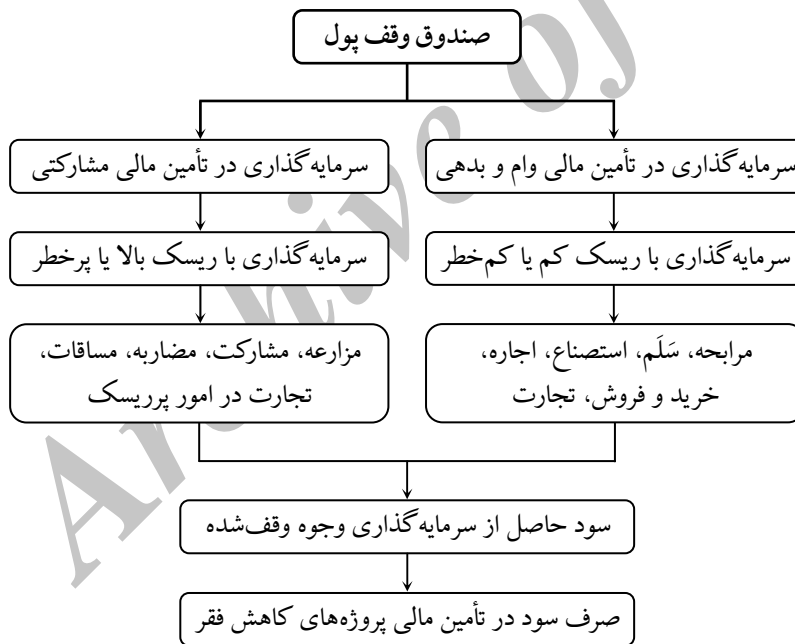 صندوق وقف پول
سرمایه‌گذاری در تأمین مالی وام و بدهی
سرمایه‌گذاری در تأمین مالی مشارکتی
سرمایه‌گذاری با ریسک کم یا کم‌خطر
سرمایه‌گذاری با ریسک بالا یا پرخطر
مرابحه، سَلَم، استصناع، اجاره،
خرید و فروش، تجارت
مزارعه، مشارکت، مضاربه، مساقات،
تجارت در امور پرریسک
سود حاصل از سرمایه‌گذاری وجوه وقف‌شده
صرف سود در تأمین مالی پروژه‌های کاهش فقر
Archive of